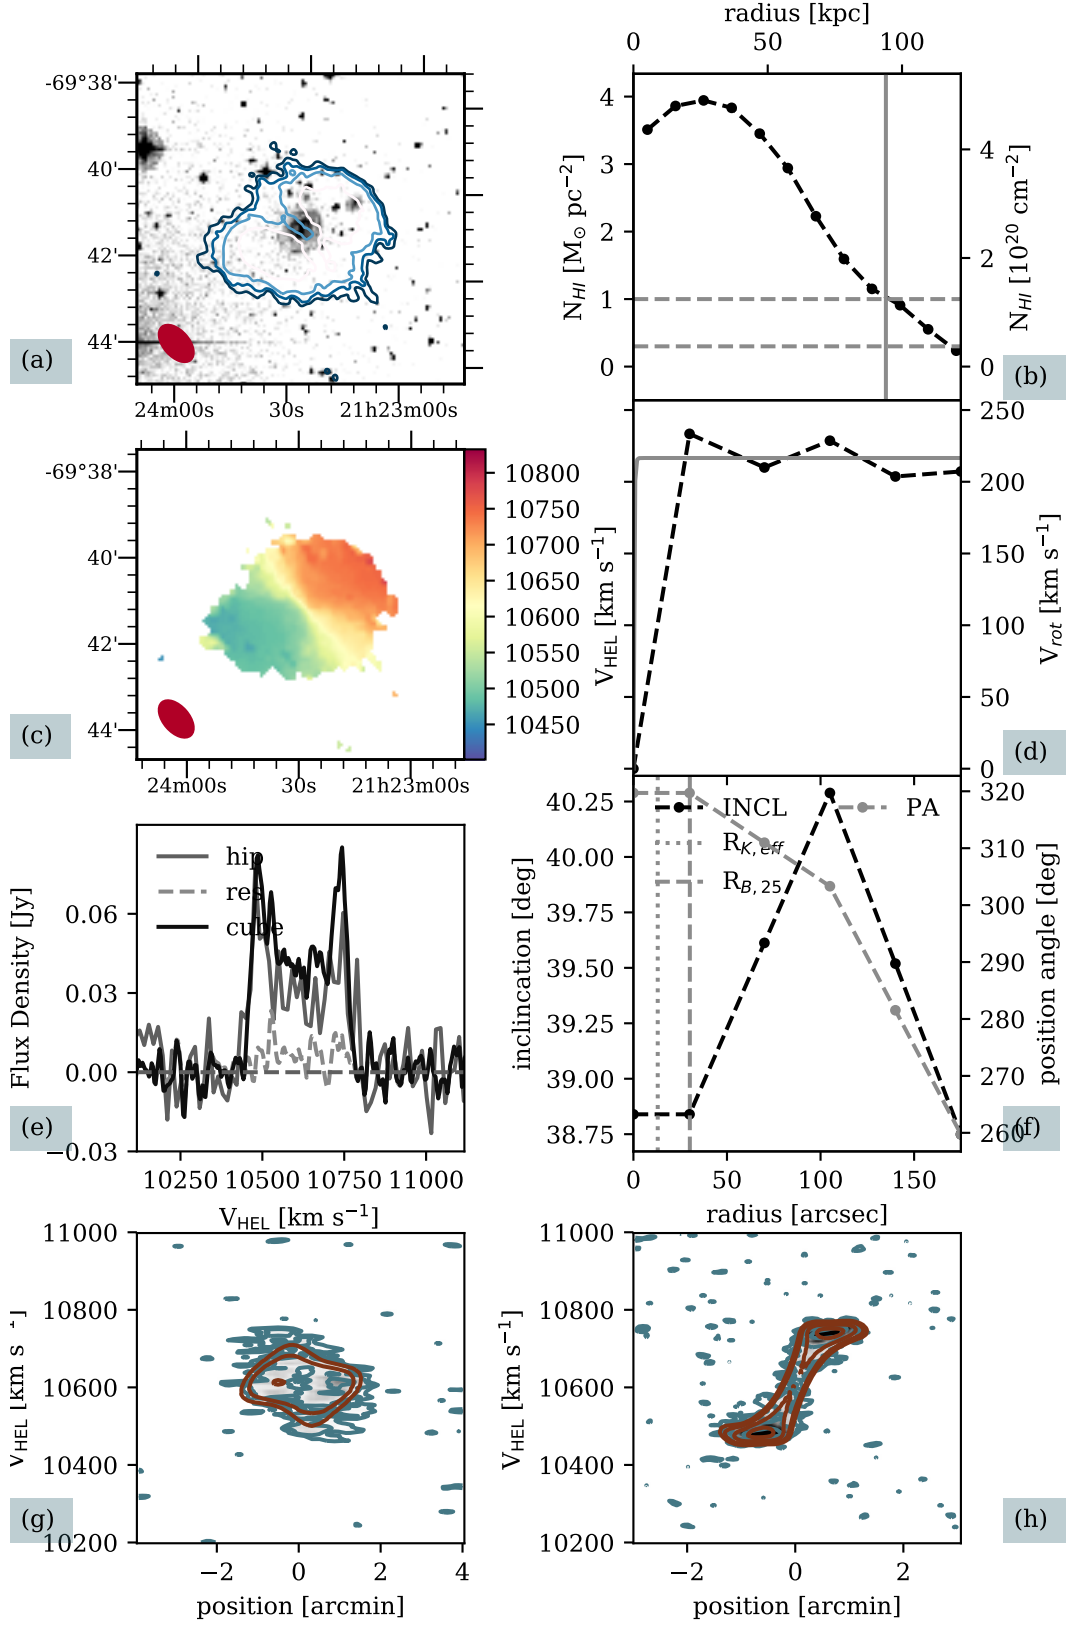 radius [kpc]
0 50 100
-69°38'
40'
42'
44'
(a)
24m00s 30s 21h23m00s
4
3
2
1
0
N_HI [M_⊙ pc^−2]
4
2
0
N_HI [10^20 cm^−2]
(b)
-69°38'
40'
42'
44'
(c)
24m00s 30s 21h23m00s
10800
10750
10700
10650
10600
10550
10500
10450
V_HEL [km s^−1]
250
200
150
100
50
0
V_rot [km s^−1]
(d)
hip
res
cube
0.06
0.03
0.00
−0.03
Flux Density [Jy]
(e)
10250 10500 10750 11000
V_HEL [km s^−1]
INCL
R_K,eff
R_B,25
PA
40.25
40.00
39.75
39.50
39.25
39.00
38.75
inclincation [deg]
320
310
300
290
280
270
260
position angle [deg]
(f)
0 50 100 150
radius [arcsec]
11000
10800
10600
10400
10200
V_HEL [km s^−1]
(g)
−2 0 2 4
position [arcmin]
11000
10800
10600
10400
10200
V_HEL [km s^−1]
(h)
−2 0 2
position [arcmin]